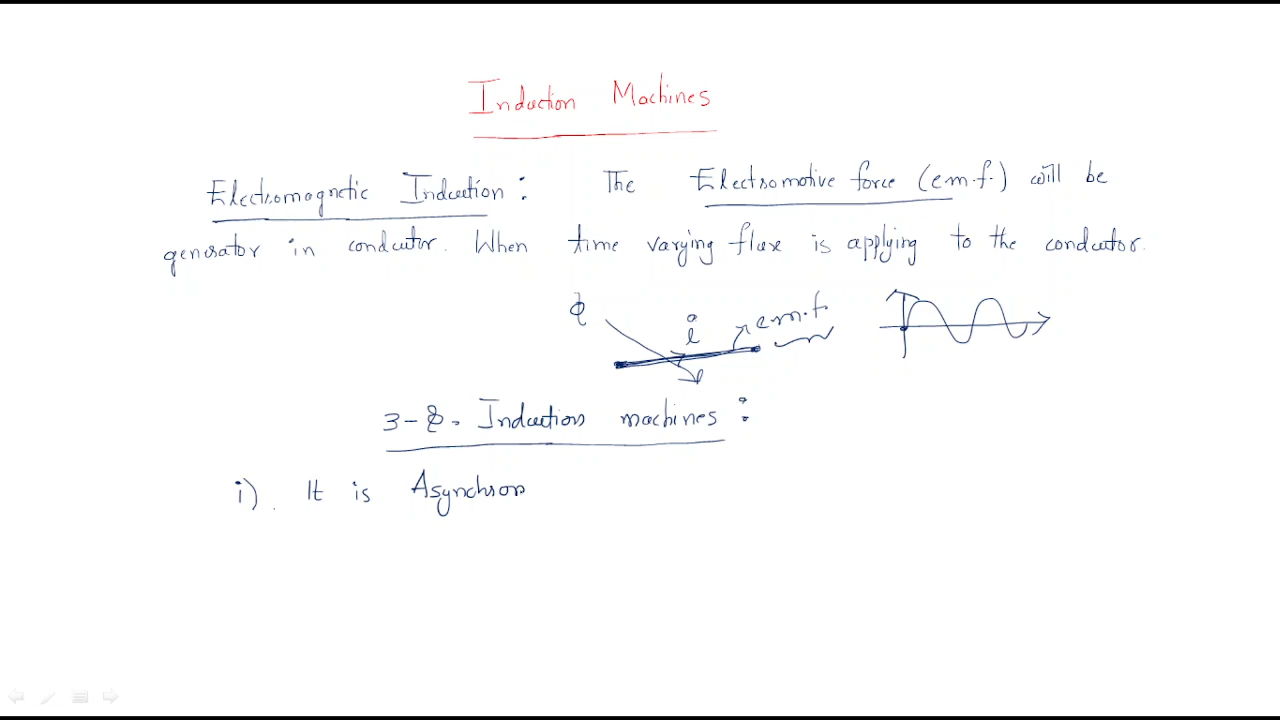 Induction Machines
Electromagnetic Induction : The Electromotive force (e.m.f.) will be
generator in conductor. When time varying flux is applying to the conductor.
Φ i e.m.f.
3-Φ. Induction machines :
i). It is Asynchron